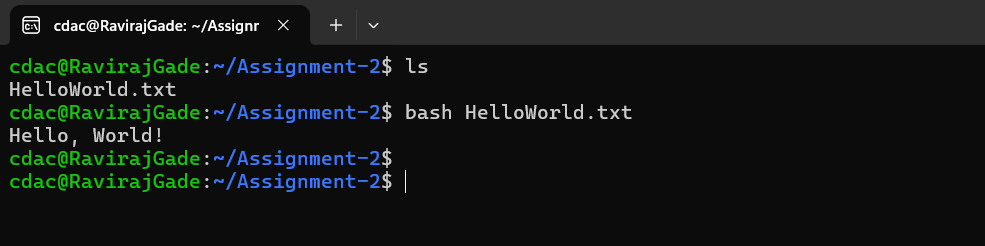 cdac@RavirajGade: ~/Assignr
cdac@RavirajGade:~/Assignment-2$ ls
HelloWorld.txt
cdac@RavirajGade:~/Assignment-2$ bash HelloWorld.txt
Hello, World!
cdac@RavirajGade:~/Assignment-2$
cdac@RavirajGade:~/Assignment-2$